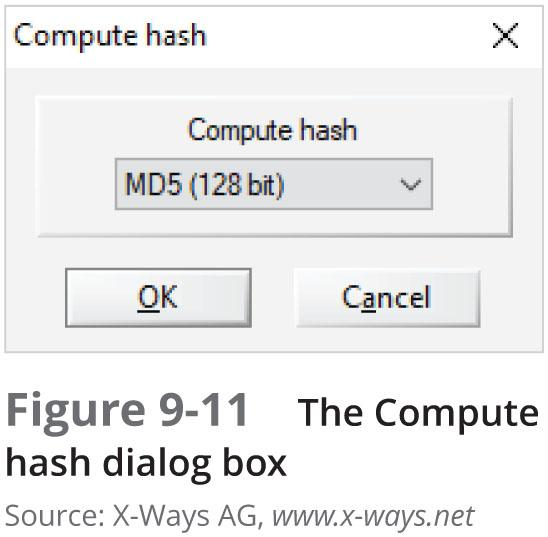 Compute hash
Compute hash
MD5 (128 bit)
OK
Cancel
Figure 9-11 The Compute
hash dialog box
Source: X-Ways AG, www.x-ways.net